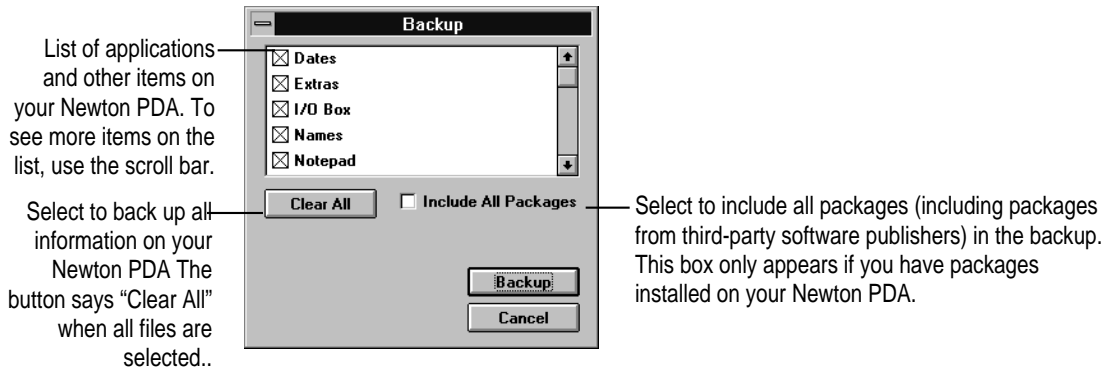 Backup
List of applications
and other items on
your Newton PDA. To
see more items on the
list, use the scroll bar.
Dates
Extras
I/O Box
Names
Notepad
Select to back up all
information on your
Newton PDA The
button says “Clear All”
when all files are
selected..
Clear All
Include All Packages
Select to include all packages (including packages
from third-party software publishers) in the backup.
This box only appears if you have packages
installed on your Newton PDA.
Backup
Cancel